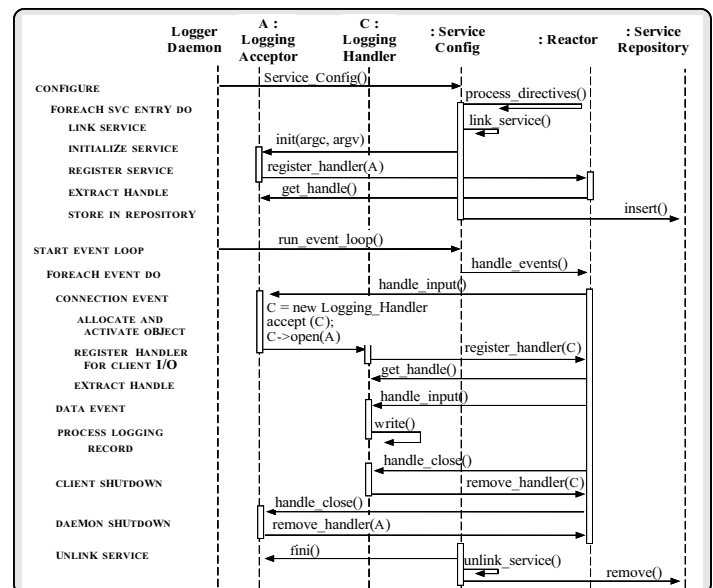 Logger Daemon
A : Logging Acceptor
C : Logging Handler
: Service Config
: Reactor
: Service Repository
CONFIGURE
Service_Config()
FOREACH SVC ENTRY DO
process_directives()
LINK SERVICE
link_service()
INITIALIZE SERVICE
init(argc, argv)
REGISTER SERVICE
register_handler(A)
EXTRACT HANDLE
get_handle()
STORE IN REPOSITORY
insert()
START EVENT LOOP
run_event_loop()
FOREACH EVENT DO
handle_events()
CONNECTION EVENT
handle_input()
ALLOCATE AND
ACTIVATE OBJECT
C = new Logging_Handler
accept (C);
C->open(A)
REGISTER HANDLER
FOR CLIENT I/O
register_handler(C)
EXTRACT HANDLE
get_handle()
DATA EVENT
handle_input()
PROCESS LOGGING
RECORD
write()
CLIENT SHUTDOWN
handle_close()
remove_handler(C)
DAEMON SHUTDOWN
handle_close()
remove_handler(A)
UNLINK SERVICE
fini()
unlink_service()
remove()